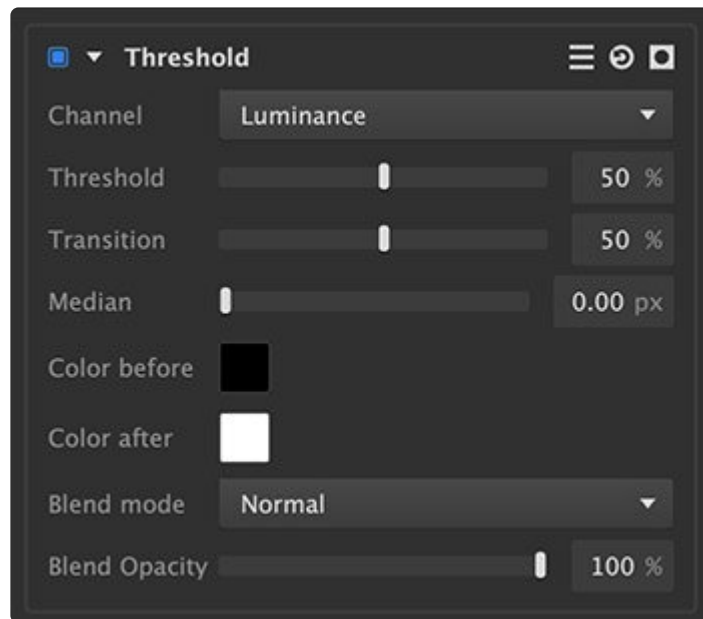 Threshold
Channel Luminance
Threshold 50 %
Transition 50 %
Median 0.00 px
Color before
Color after
Blend mode Normal
Blend Opacity 100 %